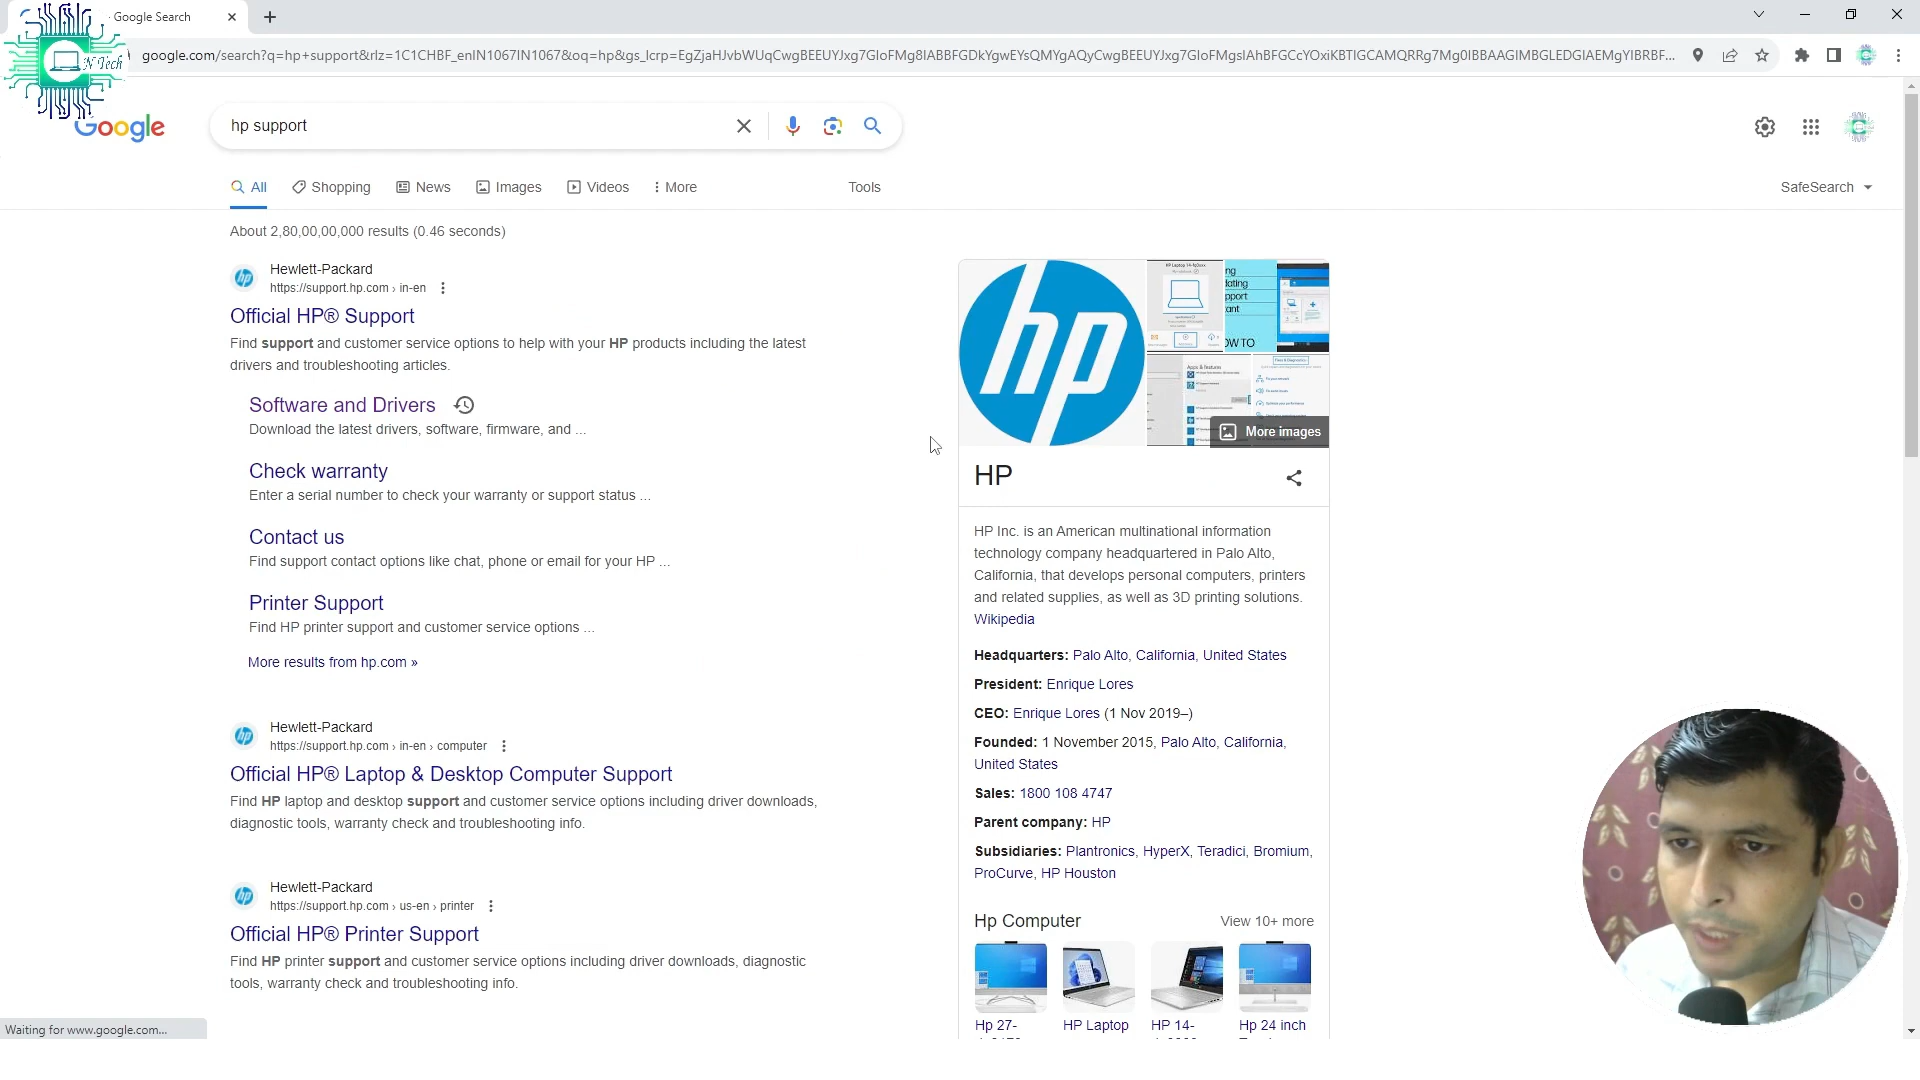 Google Search
N Tech
google.com/search?q=hp+support&rlz=1C1CHBF_enIN1067IN1067&oq=hp&gs_lcrp=EgZjaHJvbWUqCwgBEEUYJxg7GIoFMg8IABBFGDkYgwEYsQMYgAQyCwgBEEUYJxg7GIoFMgsIAhBFGCcYOxiKBTIGCAMQRRg7Mg0IBBAAGIMBGLEDGIAEMgYIBRBF...
Google
hp support
All
Shopping
News
Images
Videos
More
Tools
SafeSearch
About 2,80,00,00,000 results (0.46 seconds)
Hewlett-Packard
https://support.hp.com › in-en
Official HP® Support
Find support and customer service options to help with your HP products including the latest
drivers and troubleshooting articles.
Software and Drivers
Download the latest drivers, software, firmware, and ...
Check warranty
Enter a serial number to check your warranty or support status ...
Contact us
Find support contact options like chat, phone or email for your HP ...
Printer Support
Find HP printer support and customer service options ...
More results from hp.com »
Hewlett-Packard
https://support.hp.com › in-en › computer
Official HP® Laptop & Desktop Computer Support
Find HP laptop and desktop support and customer service options including driver downloads,
diagnostic tools, warranty check and troubleshooting info.
Hewlett-Packard
https://support.hp.com › us-en › printer
Official HP® Printer Support
Find HP printer support and customer service options including driver downloads, diagnostic
tools, warranty check and troubleshooting info.
Waiting for www.google.com...
hp
More images
HP
HP Inc. is an American multinational information
technology company headquartered in Palo Alto,
California, that develops personal computers, printers
and related supplies, as well as 3D printing solutions.
Wikipedia
Headquarters: Palo Alto, California, United States
President: Enrique Lores
CEO: Enrique Lores (1 Nov 2019–)
Founded: 1 November 2015, Palo Alto, California,
United States
Sales: 1800 108 4747
Parent company: HP
Subsidiaries: Plantronics, HyperX, Teradici, Bromium,
ProCurve, HP Houston
Hp Computer
View 10+ more
Hp 27-
HP Laptop
HP 14-
Hp 24 inch